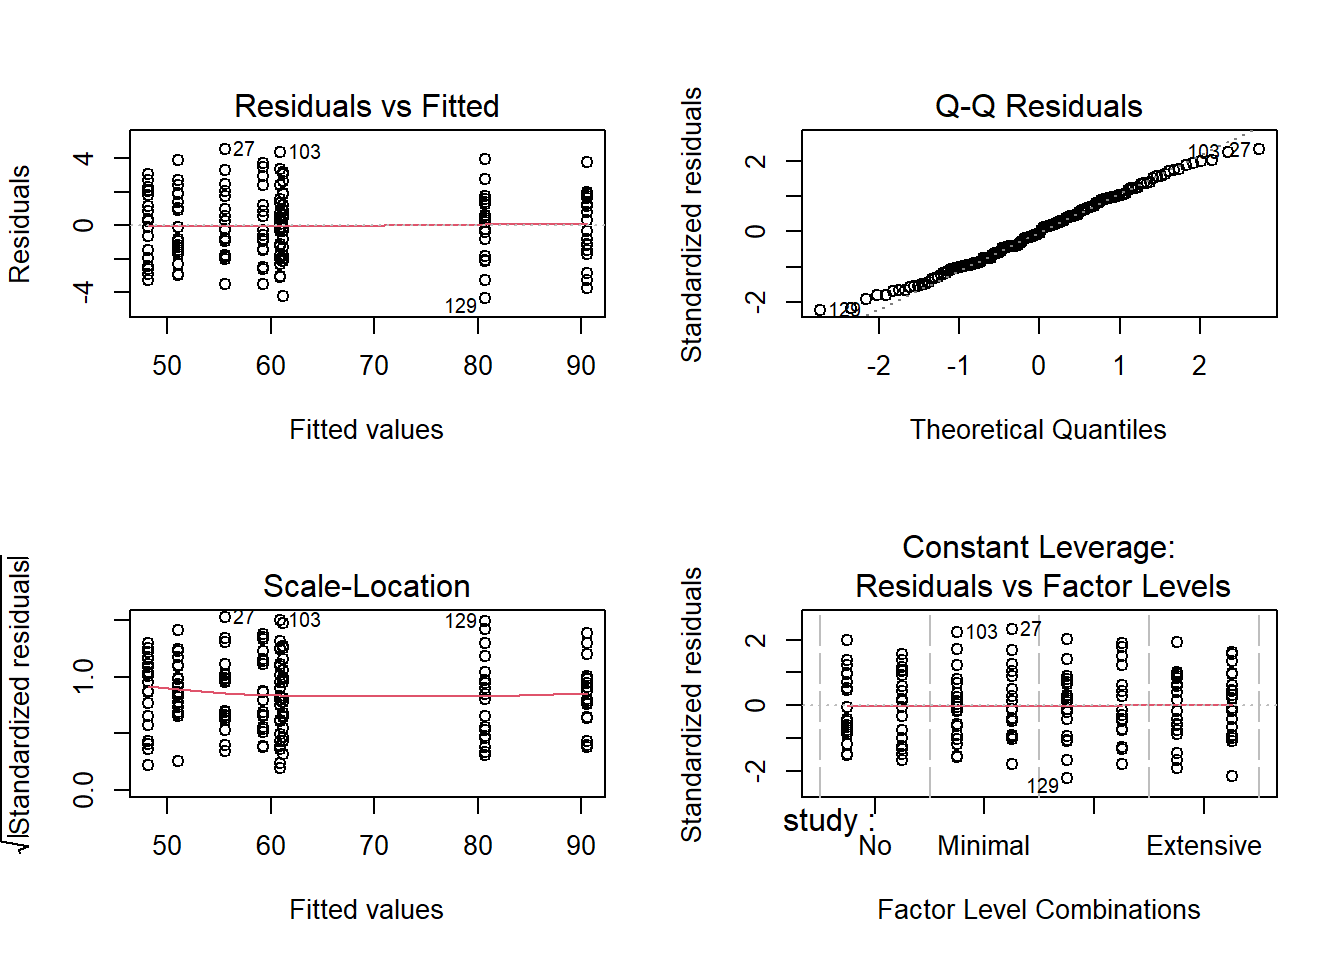 Residuals vs Fitted
Residuals
4
0
-4
27
103
129
50 60 70 80 90
Fitted values
Q-Q Residuals
Standardized residuals
2
0
-2
103 27
129
-2 -1 0 1 2
Theoretical Quantiles
Scale-Location
√|Standardized residuals|
1.0
0.0
27
103
129
50 60 70 80 90
Fitted values
Constant Leverage:
Residuals vs Factor Levels
Standardized residuals
2
0
-2
103
27
129
study :
No Minimal Extensive
Factor Level Combinations